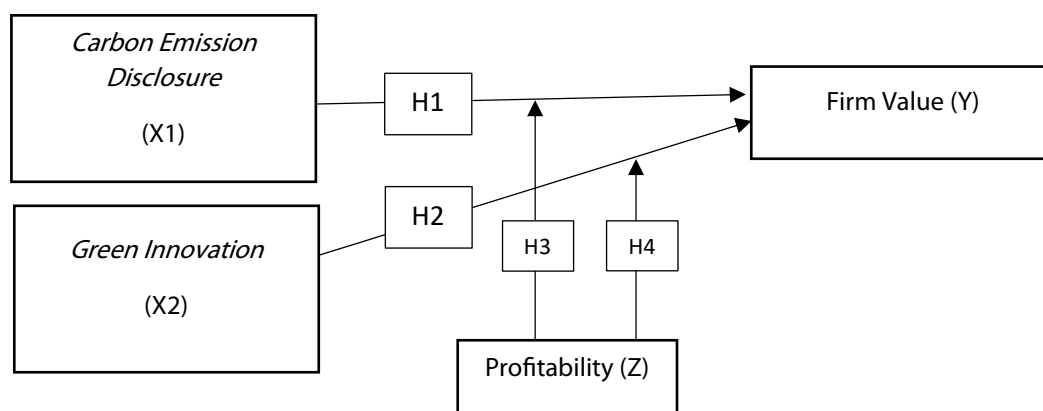 Carbon Emission
Disclosure
(X1)
H1
Firm Value (Y)
H2
Green Innovation
(X2)
H3
H4
Profitability (Z)